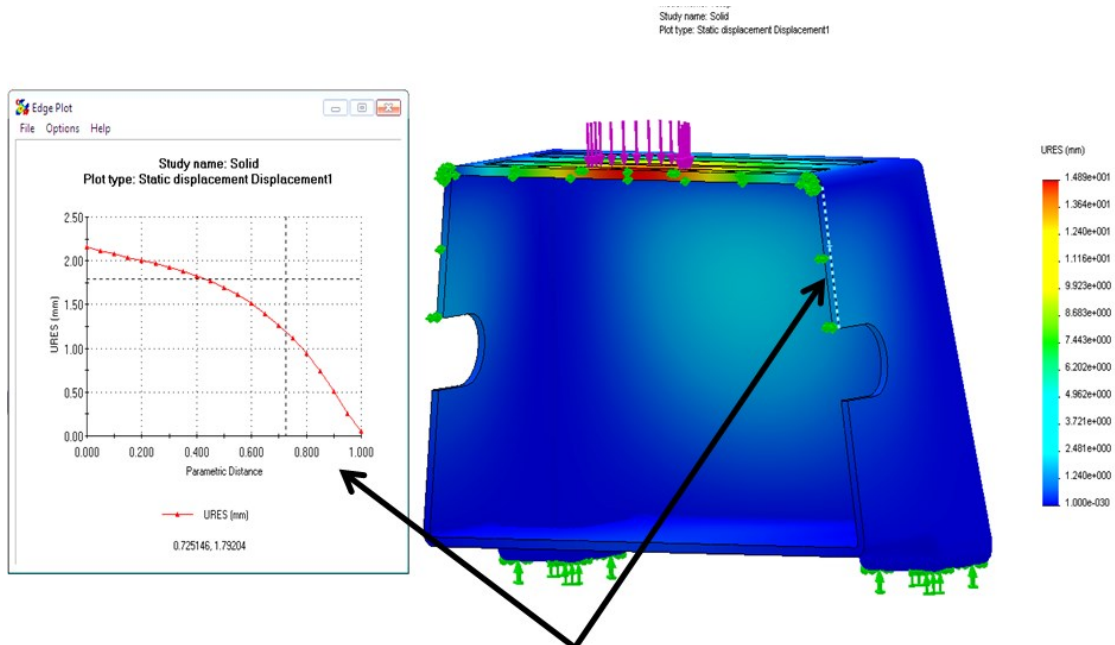 Study name: Solid
Plot type: Static displacement Displacement1
Edge Plot
File Options Help
Study name: Solid
Plot type: Static displacement Displacement1
URES (mm)
2.50
2.00
1.50
1.00
0.50
0.00
0.000 0.200 0.400 0.600 0.800 1.000
Parametric Distance
URES (mm)
0.725146, 1.79204
URES (mm)
1.489e+001
1.364e+001
1.240e+001
1.116e+001
9.923e+000
8.683e+000
7.443e+000
6.202e+000
4.962e+000
3.721e+000
2.481e+000
1.240e+000
1.000e-030